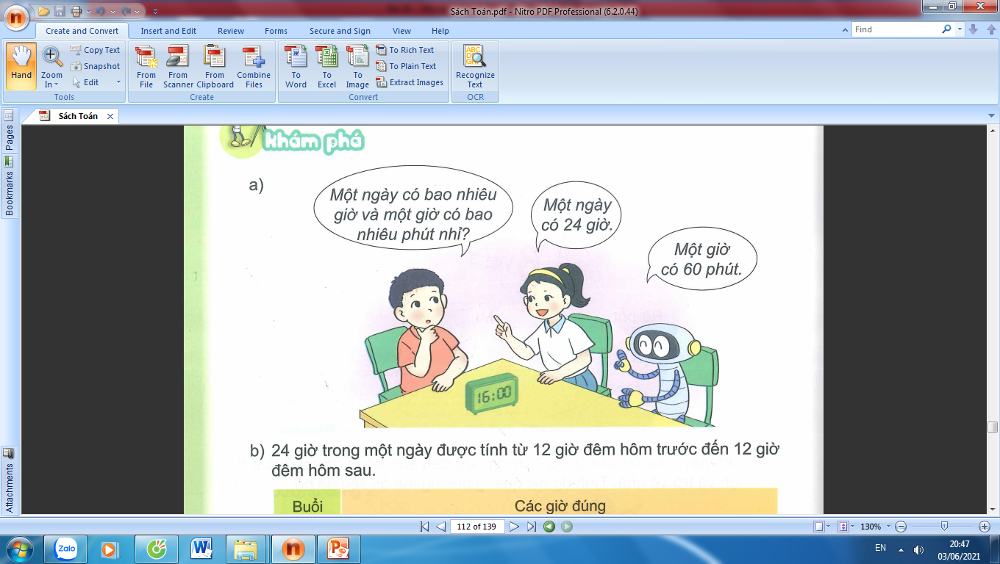 Sách Toán.pdf - Nitro PDF Professional (6.2.0.44)
Create and Convert Insert and Edit Review Forms Secure and Sign View Help Find
Hand
Zoom In
Copy Text
Snapshot
Edit
Tools
From File
From Scanner
From Clipboard
Combine Files
Create
To Word
To Excel
To Image
To Rich Text
To Plain Text
Extract Images
Convert
Recognize Text
OCR
Sách Toán
Pages
Bookmarks
Attachments
khám phá
a)
Một ngày có bao nhiêu
giờ và một giờ có bao
nhiêu phút nhỉ?
Một ngày
có 24 giờ.
Một giờ
có 60 phút.
16:00
b) 24 giờ trong một ngày được tính từ 12 giờ đêm hôm trước đến 12 giờ
đêm hôm sau.
Buổi Các giờ đúng
112 of 139
130%
Zalo
EN
20:47
03/06/2021